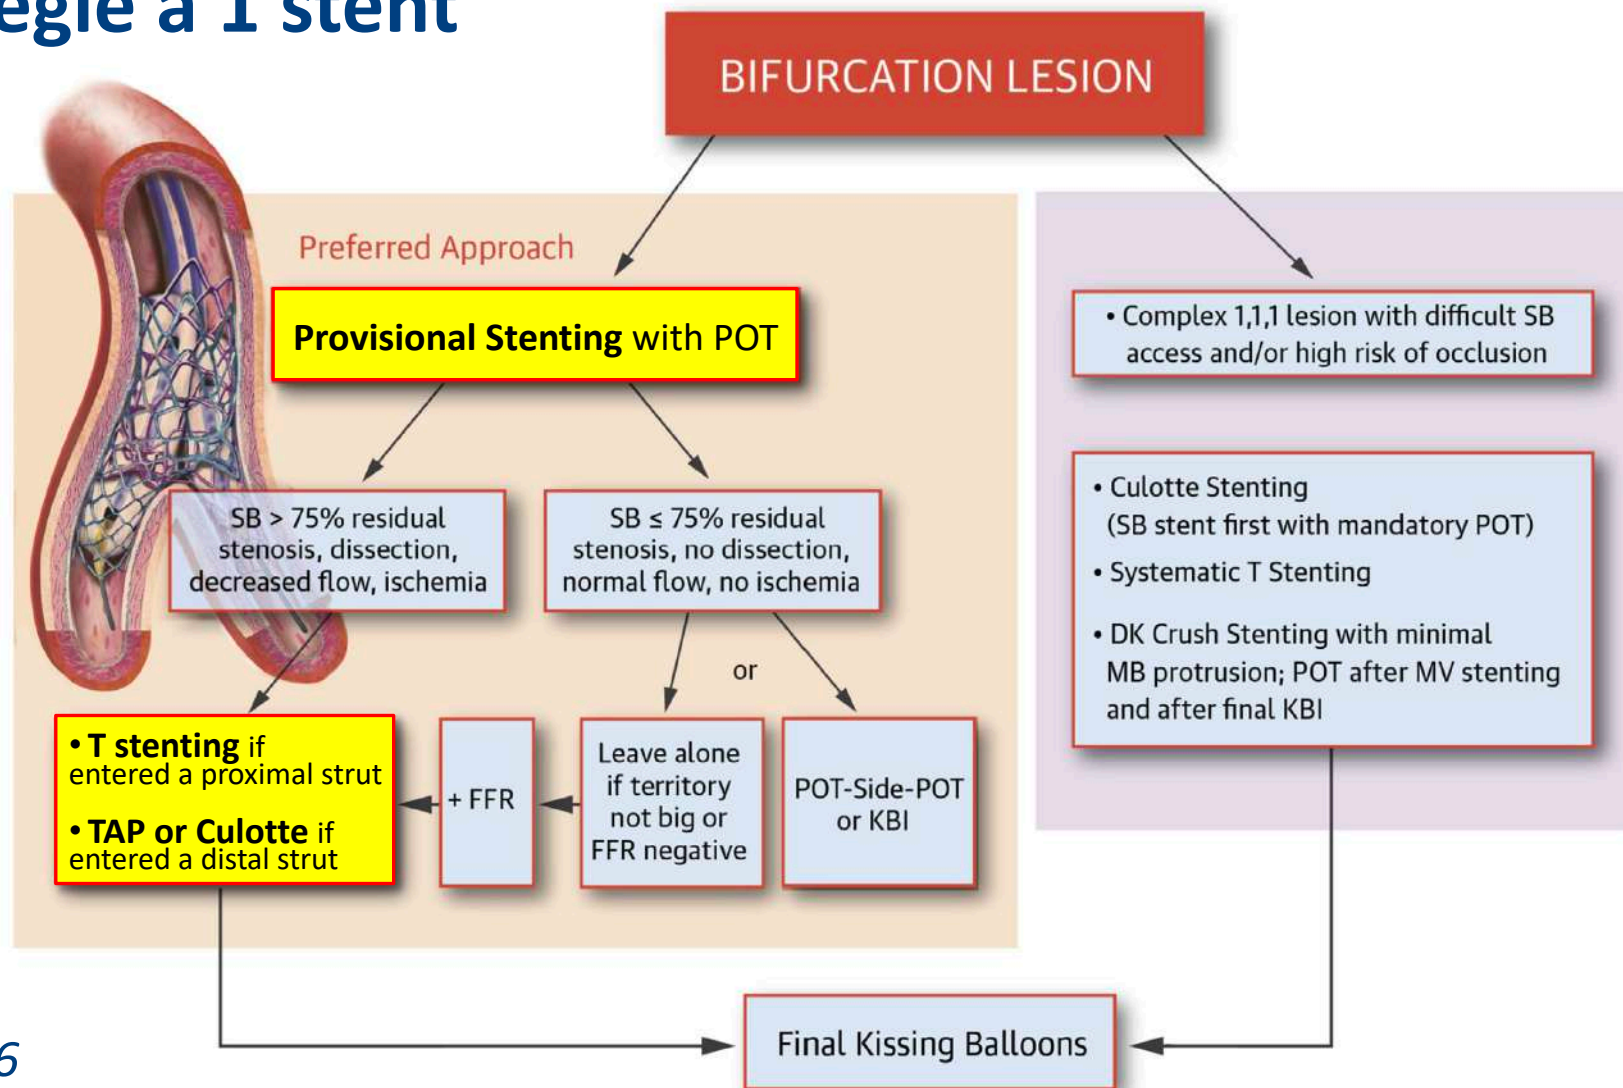 egie à 1 stent
BIFURCATION LESION
Preferred Approach
Provisional Stenting with POT
SB > 75% residual
stenosis, dissection,
decreased flow, ischemia
SB ≤ 75% residual
stenosis, no dissection,
normal flow, no ischemia
or
• T stenting if
entered a proximal strut
• TAP or Culotte if
entered a distal strut
+ FFR
Leave alone
if territory
not big or
FFR negative
POT-Side-POT
or KBI
• Complex 1,1,1 lesion with difficult SB
access and/or high risk of occlusion
• Culotte Stenting
(SB stent first with mandatory POT)
• Systematic T Stenting
• DK Crush Stenting with minimal
MB protrusion; POT after MV stenting
and after final KBI
Final Kissing Balloons
6